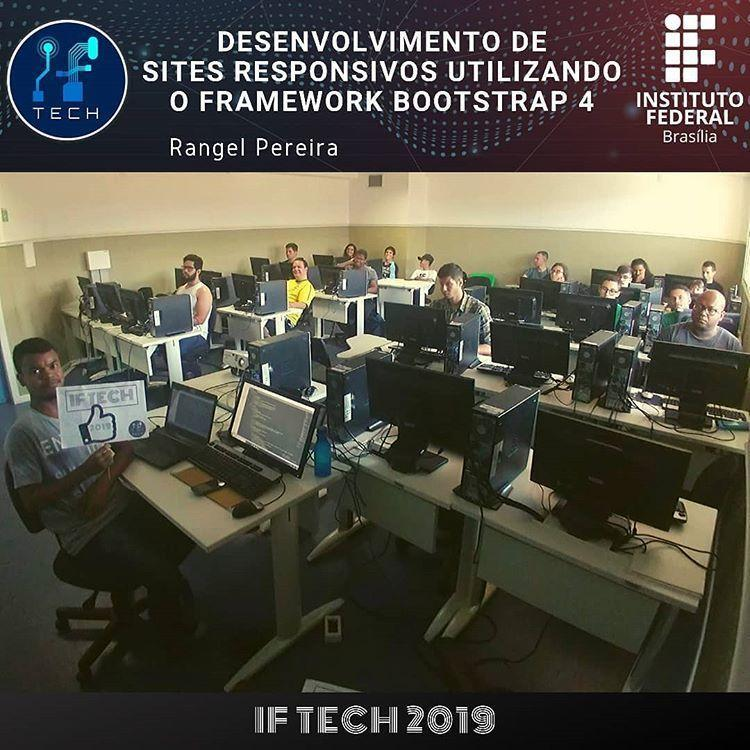 TECH
DESENVOLVIMENTO DE
SITES RESPONSIVOS UTILIZANDO
O FRAMEWORK BOOTSTRAP 4
Rangel Pereira
INSTITUTO
FEDERAL
Brasília
IF TECH
2019
IF TECH 2019